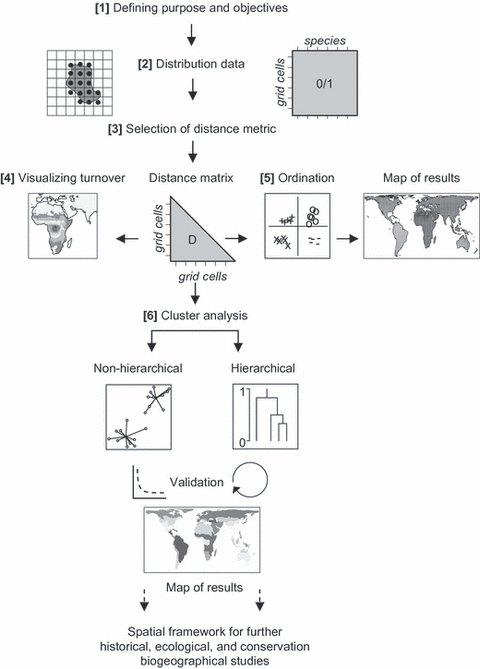 [1] Defining purpose and objectives
[2] Distribution data
species
grid cells
0/1
[3] Selection of distance metric
[4] Visualizing turnover
Distance matrix
[5] Ordination
Map of results
grid cells
D
grid cells
[6] Cluster analysis
Non-hierarchical
Hierarchical
1
0
Validation
Map of results
Spatial framework for further
historical, ecological, and conservation
biogeographical studies